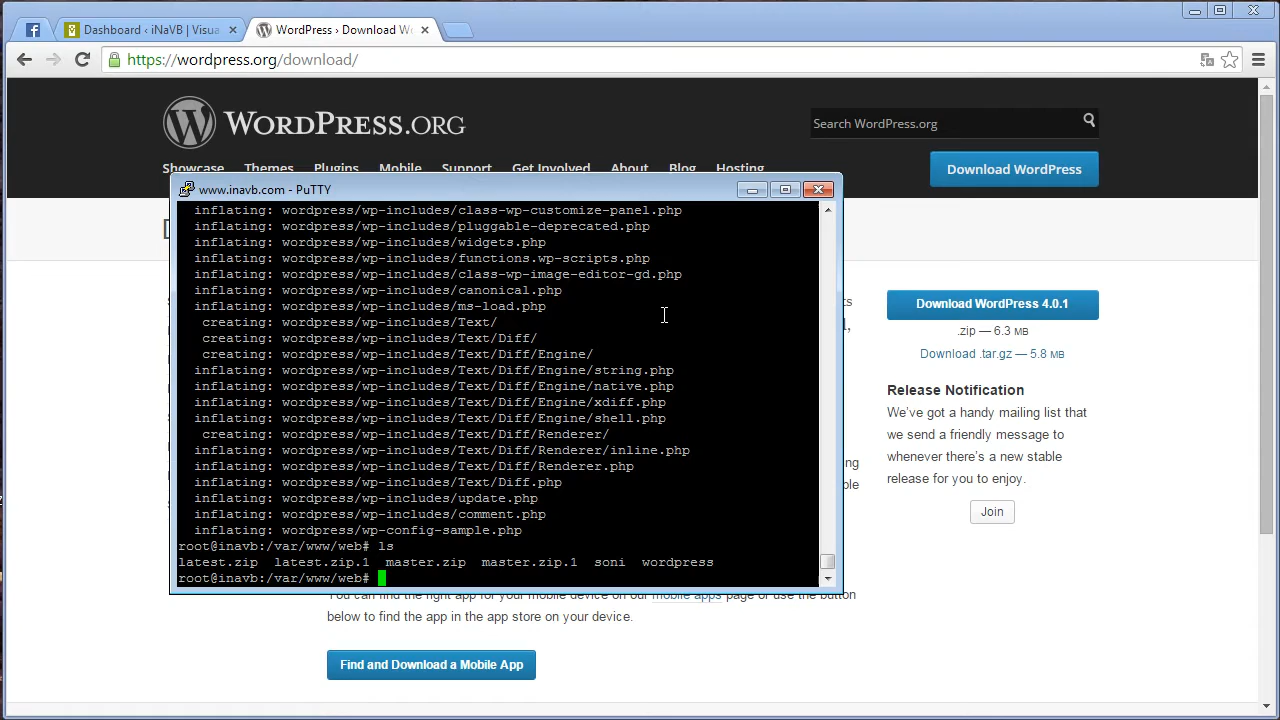 Dashboard ‹ iNaVB | Visua
WordPress › Download Wo
https://wordpress.org/download/
WORDPRESS.ORG
Search WordPress.org
Showcase Themes Plugins Mobile Support Get Involved About Blog Hosting
Download WordPress
www.inavb.com - PuTTY
inflating: wordpress/wp-includes/class-wp-customize-panel.php
inflating: wordpress/wp-includes/pluggable-deprecated.php
inflating: wordpress/wp-includes/widgets.php
inflating: wordpress/wp-includes/functions.wp-scripts.php
inflating: wordpress/wp-includes/class-wp-image-editor-gd.php
inflating: wordpress/wp-includes/canonical.php
inflating: wordpress/wp-includes/ms-load.php
creating: wordpress/wp-includes/Text/
creating: wordpress/wp-includes/Text/Diff/
creating: wordpress/wp-includes/Text/Diff/Engine/
inflating: wordpress/wp-includes/Text/Diff/Engine/string.php
inflating: wordpress/wp-includes/Text/Diff/Engine/native.php
inflating: wordpress/wp-includes/Text/Diff/Engine/xdiff.php
inflating: wordpress/wp-includes/Text/Diff/Engine/shell.php
creating: wordpress/wp-includes/Text/Diff/Renderer/
inflating: wordpress/wp-includes/Text/Diff/Renderer/inline.php
inflating: wordpress/wp-includes/Text/Diff/Renderer.php
inflating: wordpress/wp-includes/Text/Diff.php
inflating: wordpress/wp-includes/update.php
inflating: wordpress/wp-includes/comment.php
inflating: wordpress/wp-config-sample.php
root@inavb:/var/www/web# ls
latest.zip latest.zip.1 master.zip master.zip.1 soni wordpress
root@inavb:/var/www/web#
Download WordPress 4.0.1
.zip — 6.3 MB
Download .tar.gz — 5.8 MB
Release Notification
We've got a handy mailing list that
we send a friendly message to
whenever there's a new stable
release for you to enjoy.
Join
You can find the right app for your mobile device on our mobile apps page or use the button
below to find the app in the app store on your device.
Find and Download a Mobile App